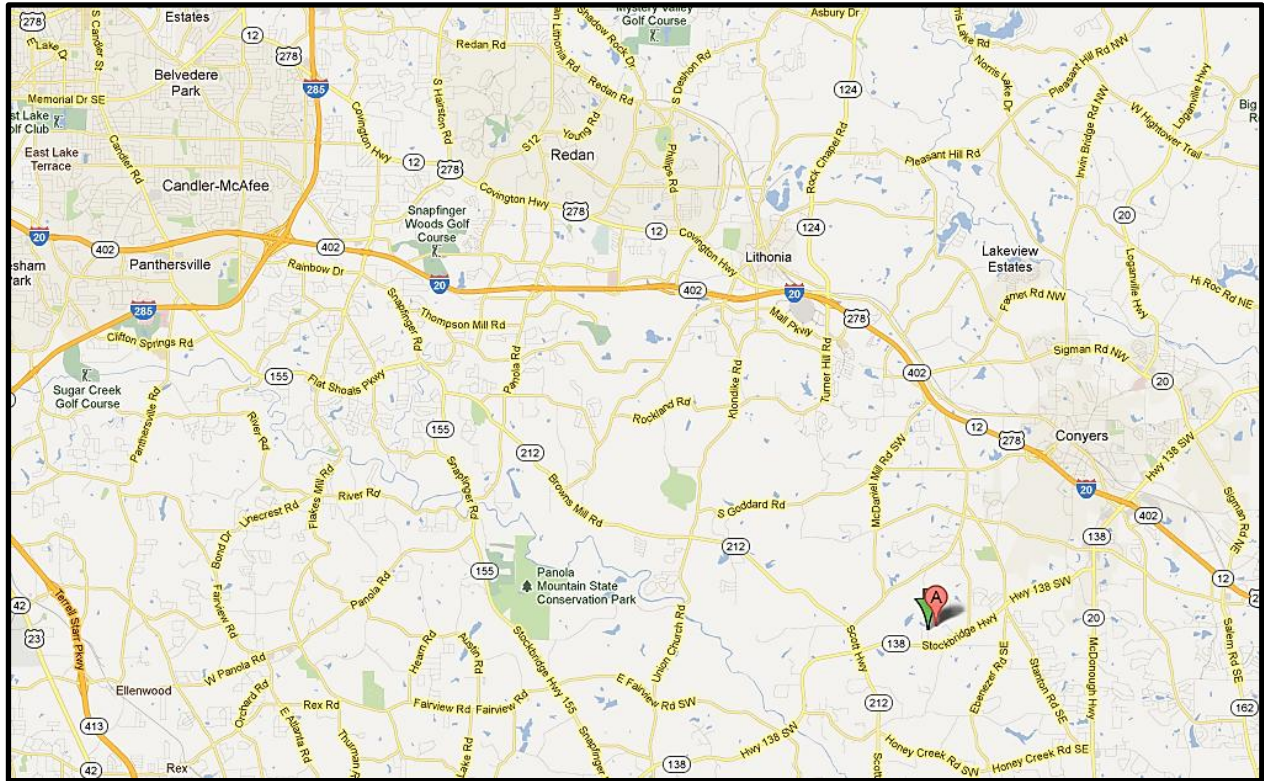 278
Estates
S Candler St
12
278
E Lake Dr
Belvedere
Park
285
Memorial Dr SE
st Lake
olf Club
East Lake
Terrace
Candler Rd
Candler-McAfee
Covington Hwy
Redan Rd
S Hairston Rd
Shadow Rock Dr
Mystery Valley
Golf Course
Redan Rd
S Deshon Rd
S12
Young Rd
Redan
Phillips Rd
12
278
Asbury Dr
124
Rock Chapel Rd
Norris Lake Dr
Pleasant Hill Rd NW
Pleasant Hill Rd
Irwin Bridge Rd NW
W Hightower Trail
Loganville Hwy
Covington Hwy
278
12
Covington Hwy
Snapfinger
Woods Golf
Course
20
402
402
Panthersville
Rainbow Dr
20
402
Lithonia
124
20
278
Mall Pkwy
Lakeview
Estates
20
Loganville Hwy
Hi Roc Rd NE
285
Clifton Springs Rd
Snapfinger Rd
Thompson Mill Rd
Panola Rd
Klondike Rd
Turner Hill Rd
Sigman Rd NW
402
20
Sugar Creek
Golf Course
155
Flat Shoals Pkwy
Panthersville Rd
River Rd
155
Rockland Rd
212
Browns Mill Rd
McDaniel Mill Rd SW
12
278
Conyers
20
402
Hwy 138 SW
Sigman Rd NE
Snapfinger Rd
Flakes Mill Rd
River Rd
Linecrest Rd
Bond Dr
S Goddard Rd
212
138
155
Panola
Mountain State
Conservation Park
Panola Rd
Fairview Rd
Terrell Starr Pkwy
42
23
A
Hwy 138 SW
138
Stockbridge Hwy
12
20
Salem Rd SE
Scott Hwy
Union Church Rd
Stockbridge Hwy 155
Austin Rd
Hearn Rd
W Panola Rd
Ellenwood
Orchard Rd
Rex Rd
Fairview Rd
Fairview Rd
E Fairview Rd SW
Ebenezer Rd SE
Stanton Rd SE
McDonough Hwy
212
162
413
E Atlanta Rd
Thurman Rd
Lake Rd
Snapfinger
138
Hwy 138 SW
Scott
Honey Creek Rd
Honey Creek Rd SE
42
Rex